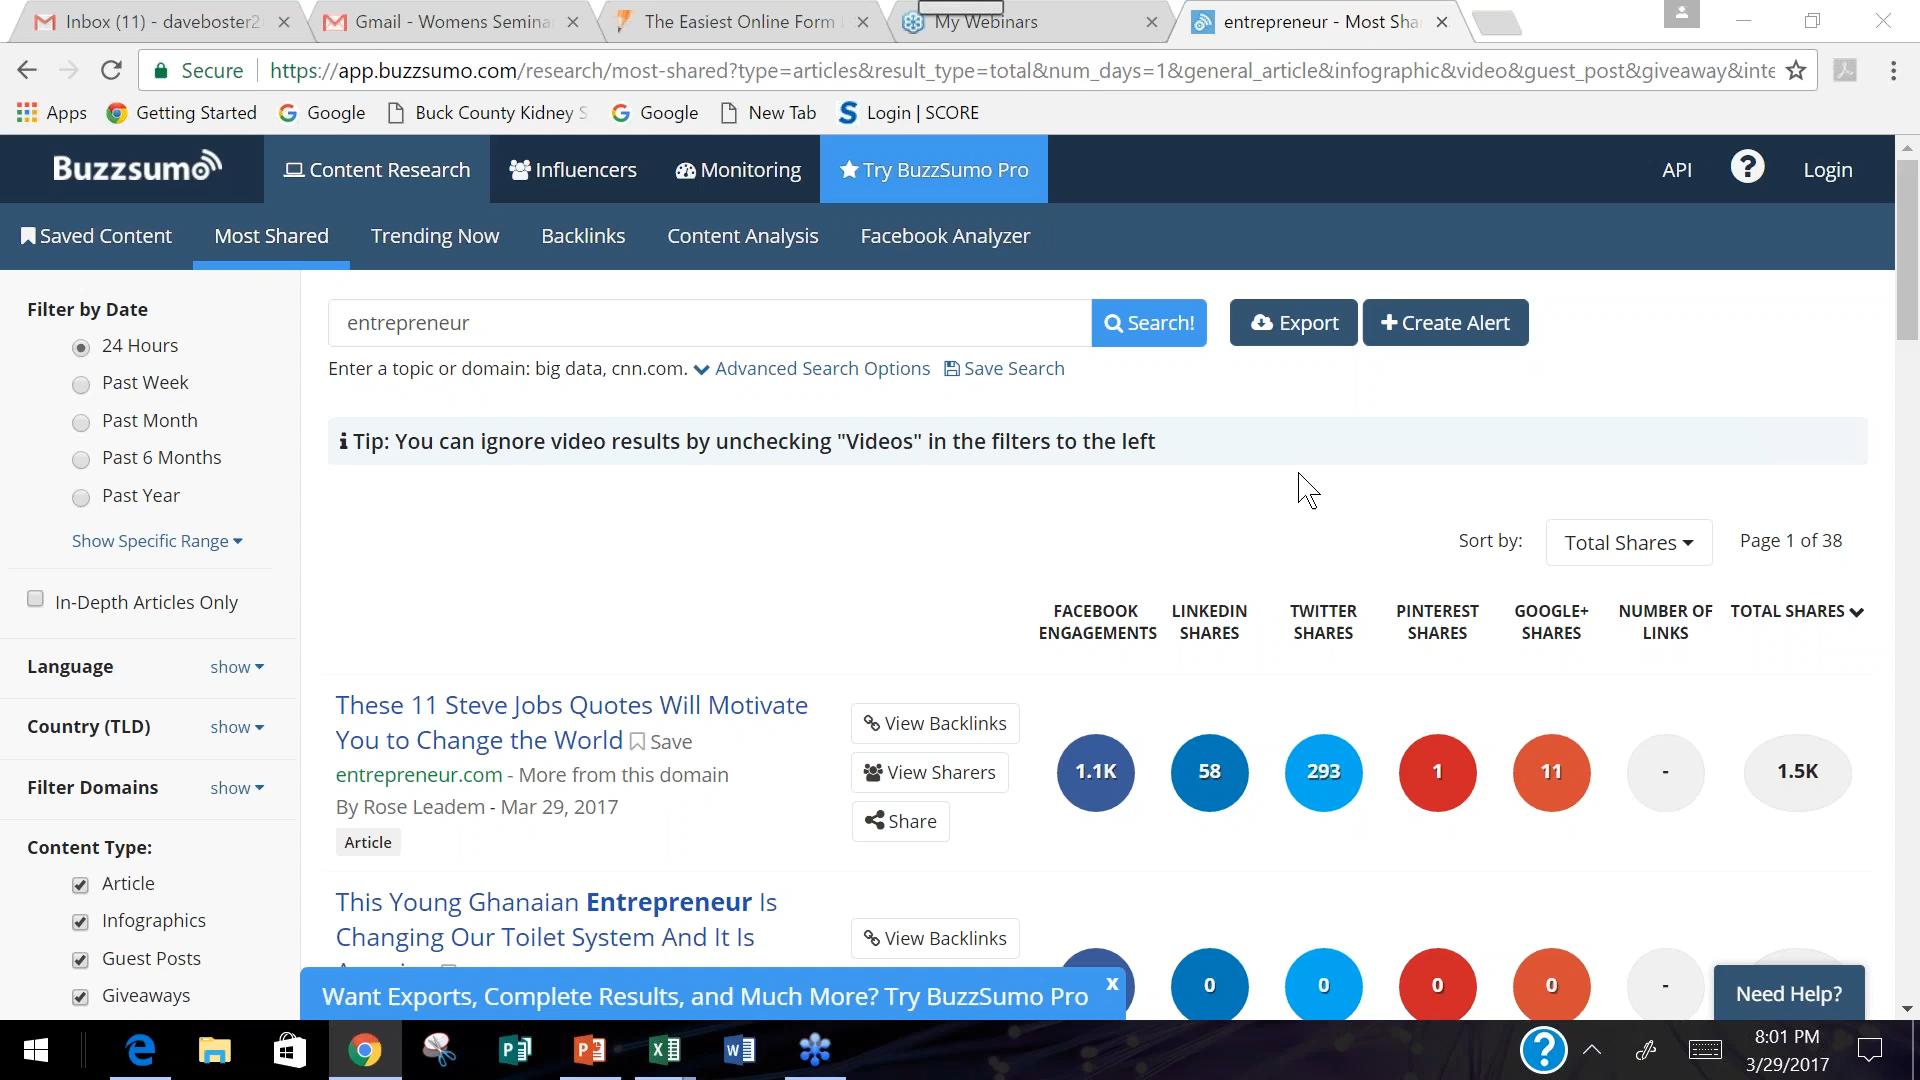 Inbox (11) - daveboster2
Gmail - Womens Semina
The Easiest Online Form
My Webinars
entrepreneur - Most Sha
Secure
https://app.buzzsumo.com/research/most-shared?type=articles&result_type=total&num_days=1&general_article&infographic&video&guest_post&giveaway&inte
Apps
Getting Started
Google
Buck County Kidney S
Google
New Tab
Login | SCORE
Buzzsumo
Content Research
Influencers
Monitoring
Try BuzzSumo Pro
API
?
Login
Saved Content
Most Shared
Trending Now
Backlinks
Content Analysis
Facebook Analyzer
Filter by Date
24 Hours
Past Week
Past Month
Past 6 Months
Past Year
Show Specific Range
In-Depth Articles Only
Language show
Country (TLD) show
Filter Domains show
Content Type:
Article
Infographics
Guest Posts
Giveaways
entrepreneur
Search!
Export
Create Alert
Enter a topic or domain: big data, cnn.com. Advanced Search Options Save Search
Tip: You can ignore video results by unchecking "Videos" in the filters to the left
Sort by: Total Shares Page 1 of 38
FACEBOOK
ENGAGEMENTS
LINKEDIN
SHARES
TWITTER
SHARES
PINTEREST
SHARES
GOOGLE+
SHARES
NUMBER OF
LINKS
TOTAL SHARES
These 11 Steve Jobs Quotes Will Motivate
You to Change the World Save
entrepreneur.com - More from this domain
By Rose Leadem - Mar 29, 2017
Article
View Backlinks
View Sharers
Share
1.1K 58 293 1 11 - 1.5K
This Young Ghanaian Entrepreneur Is
Changing Our Toilet System And It Is
View Backlinks
0 0 0 0 -
Want Exports, Complete Results, and Much More? Try BuzzSumo Pro x
Need Help?
8:01 PM
3/29/2017